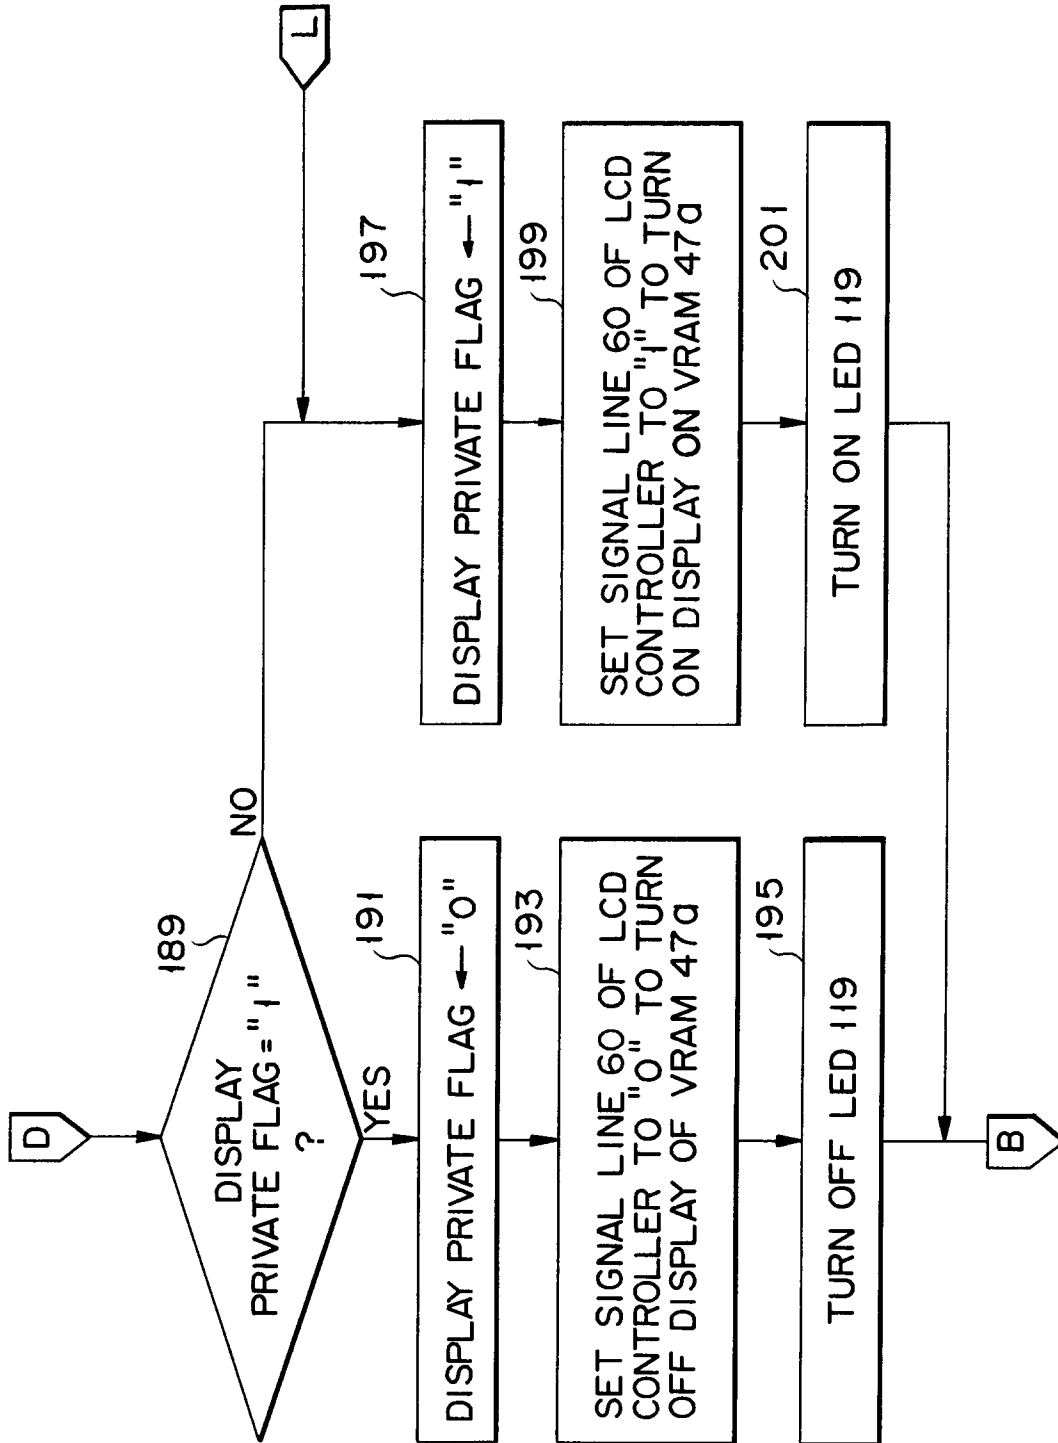 D
189
DISPLAY
PRIVATE FLAG="1"
?
YES
NO
191
DISPLAY PRIVATE FLAG ← "0"
193
SET SIGNAL LINE 60 OF LCD
CONTROLLER TO "0" TO TURN
OFF DISPLAY OF VRAM 47a
195
TURN OFF LED 119
B
L
197
DISPLAY PRIVATE FLAG ← "1"
199
SET SIGNAL LINE 60 OF LCD
CONTROLLER TO "1" TO TURN
ON DISPLAY ON VRAM 47a
201
TURN ON LED 119